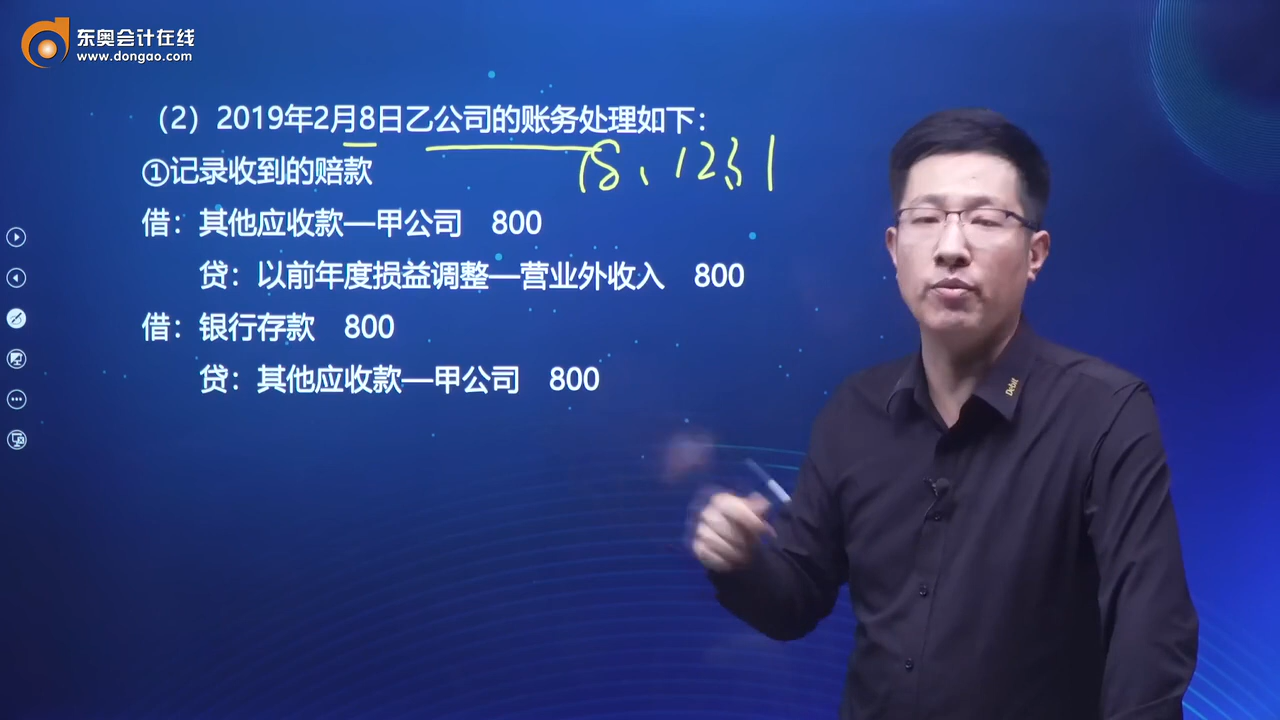 东奥会计在线
www.dongao.com
（2）2019年2月8日乙公司的账务处理如下：
18、12、31
①记录收到的赔款
借：其他应收款—甲公司 800
贷：以前年度损益调整—营业外收入 800
借：银行存款 800
贷：其他应收款—甲公司 800
Debit